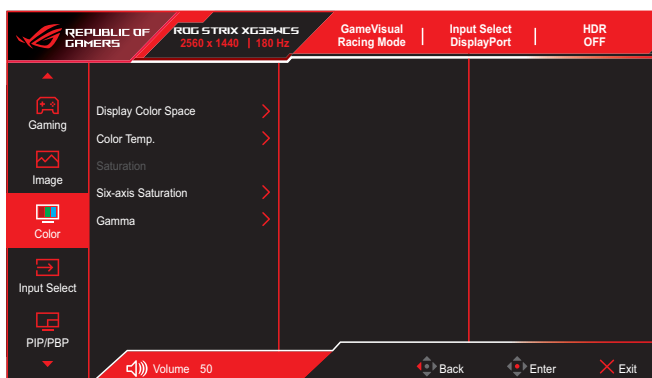 REPUBLIC OF
GAMERS
ROG STRIX XG32WCS
2560 x 1440 | 180 Hz
GameVisual
Racing Mode
Input Select
DisplayPort
HDR
OFF
Gaming
Image
Color
Input Select
PIP/PBP
Display Color Space
Color Temp.
Saturation
Six-axis Saturation
Gamma
Volume 50
Back
Enter
Exit